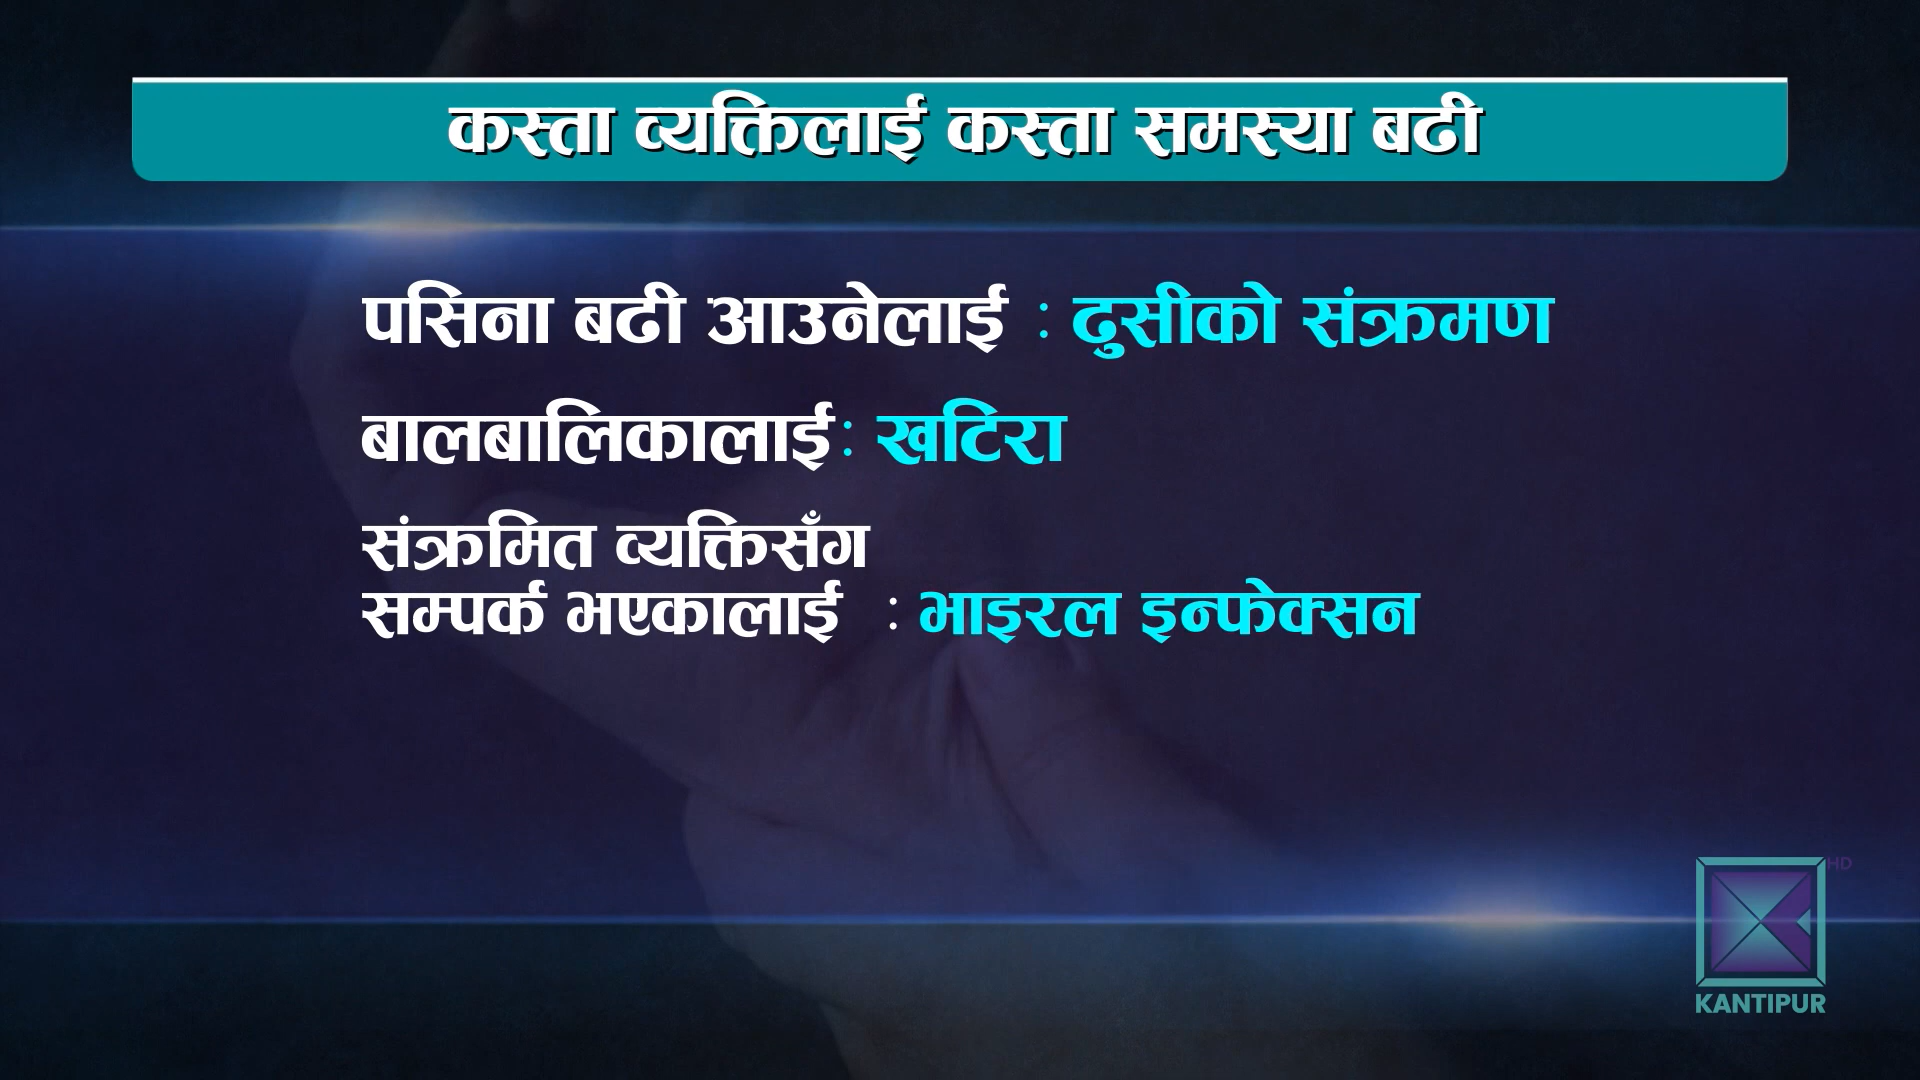 कस्ता व्यक्तिलाई कस्ता समस्या बढी
पसिना बढी आउनेलाई : ढुसीको संक्रमण
बालबालिकालाई : खटिरा
संक्रमित व्यक्तिसँग
सम्पर्क भएकालाई : भाइरल इन्फेक्सन
HD
KANTIPUR